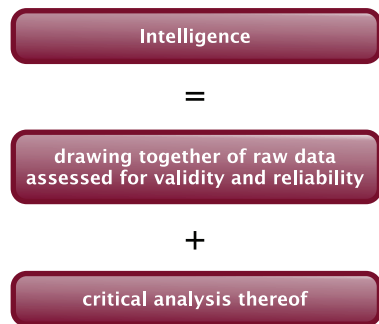 Intelligence
=
drawing together of raw data
assessed for validity and reliability
+
critical analysis thereof